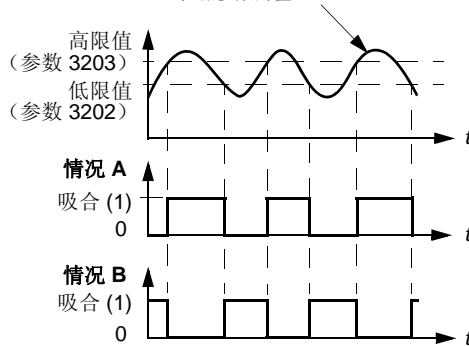 高限值
（参数 3203）
低限值
（参数 3202）
t
情况 A
吸合 (1)
0
t
情况 B
吸合 (1)
0
t